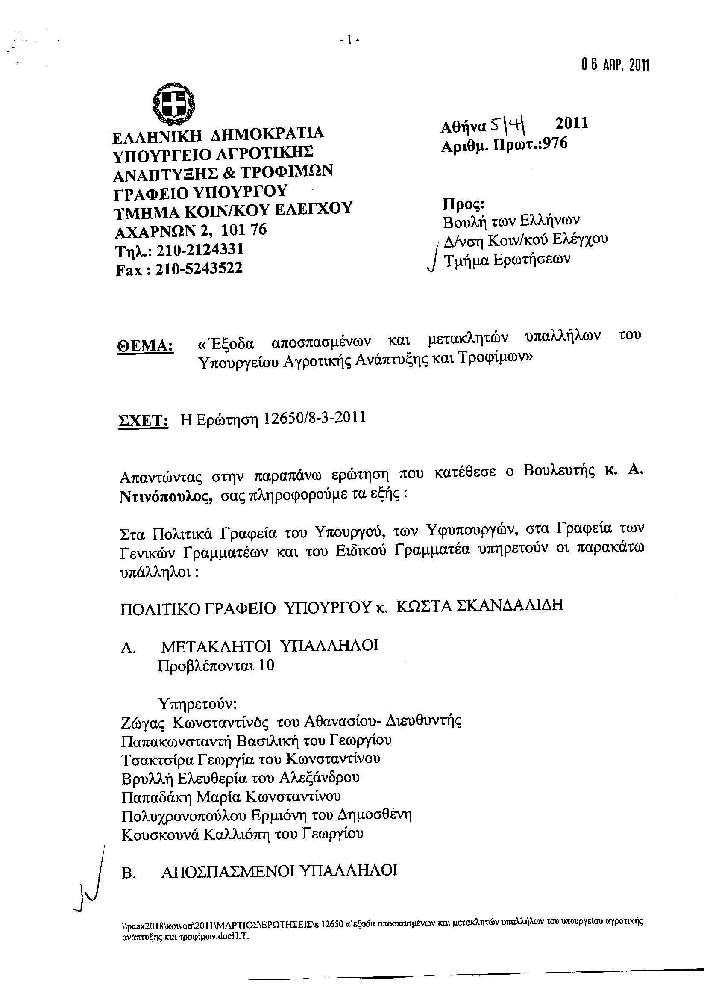 - 1 -
06 ΑΠΡ. 2011
ΕΛΛΗΝΙΚΗ ΔΗΜΟΚΡΑΤΙΑ
ΥΠΟΥΡΓΕΙΟ ΑΓΡΟΤΙΚΗΣ
ΑΝΑΠΤΥΞΗΣ & ΤΡΟΦΙΜΩΝ
ΓΡΑΦΕΙΟ ΥΠΟΥΡΓΟΥ
ΤΜΗΜΑ ΚΟΙΝ/ΚΟΥ ΕΛΕΓΧΟΥ
ΑΧΑΡΝΩΝ 2, 101 76
Τηλ.: 210-2124331
Fax : 210-5243522
Αθήνα 5/4/ 2011
Αριθμ. Πρωτ.:976
Προς:
Βουλή των Ελλήνων
Δ/νση Κοιν/κού Ελέγχου
Τμήμα Ερωτήσεων
ΘΕΜΑ: «Έξοδα αποσπασμένων και μετακλητών υπαλλήλων του
Υπουργείου Αγροτικής Ανάπτυξης και Τροφίμων»
ΣΧΕΤ: Η Ερώτηση 12650/8-3-2011
Απαντώντας στην παραπάνω ερώτηση που κατέθεσε ο Βουλευτής κ. Α.
Ντινόπουλος, σας πληροφορούμε τα εξής :
Στα Πολιτικά Γραφεία του Υπουργού, των Υφυπουργών, στα Γραφεία των
Γενικών Γραμματέων και του Ειδικού Γραμματέα υπηρετούν οι παρακάτω
υπάλληλοι :
ΠΟΛΙΤΙΚΟ ΓΡΑΦΕΙΟ ΥΠΟΥΡΓΟΥ κ. ΚΩΣΤΑ ΣΚΑΝΔΑΛΙΔΗ
Α. ΜΕΤΑΚΛΗΤΟΙ ΥΠΑΛΛΗΛΟΙ
Προβλέπονται 10
Υπηρετούν:
Ζώγας Κωνσταντίνος του Αθανασίου- Διευθυντής
Παπακωνσταντή Βασιλική του Γεωργίου
Τσακτσίρα Γεωργία του Κωνσταντίνου
Βρυλλή Ελευθερία του Αλεξάνδρου
Παπαδάκη Μαρία Κωνσταντίνου
Πολυχρονοπούλου Ερμιόνη του Δημοσθένη
Κουσκουνά Καλλιόπη του Γεωργίου
Β. ΑΠΟΣΠΑΣΜΕΝΟΙ ΥΠΑΛΛΗΛΟΙ
\\pcax2018\κοινοσ\2011\ΜΑΡΤΙΟΣ\ΕΡΩΤΗΣΕΙΣ\ε 12650 «'εξοδα αποσπασμένων και μετακλητών υπαλλήλων του υπουργείου αγροτικής
ανάπτυξης και τροφίμων.docΠ.Τ.